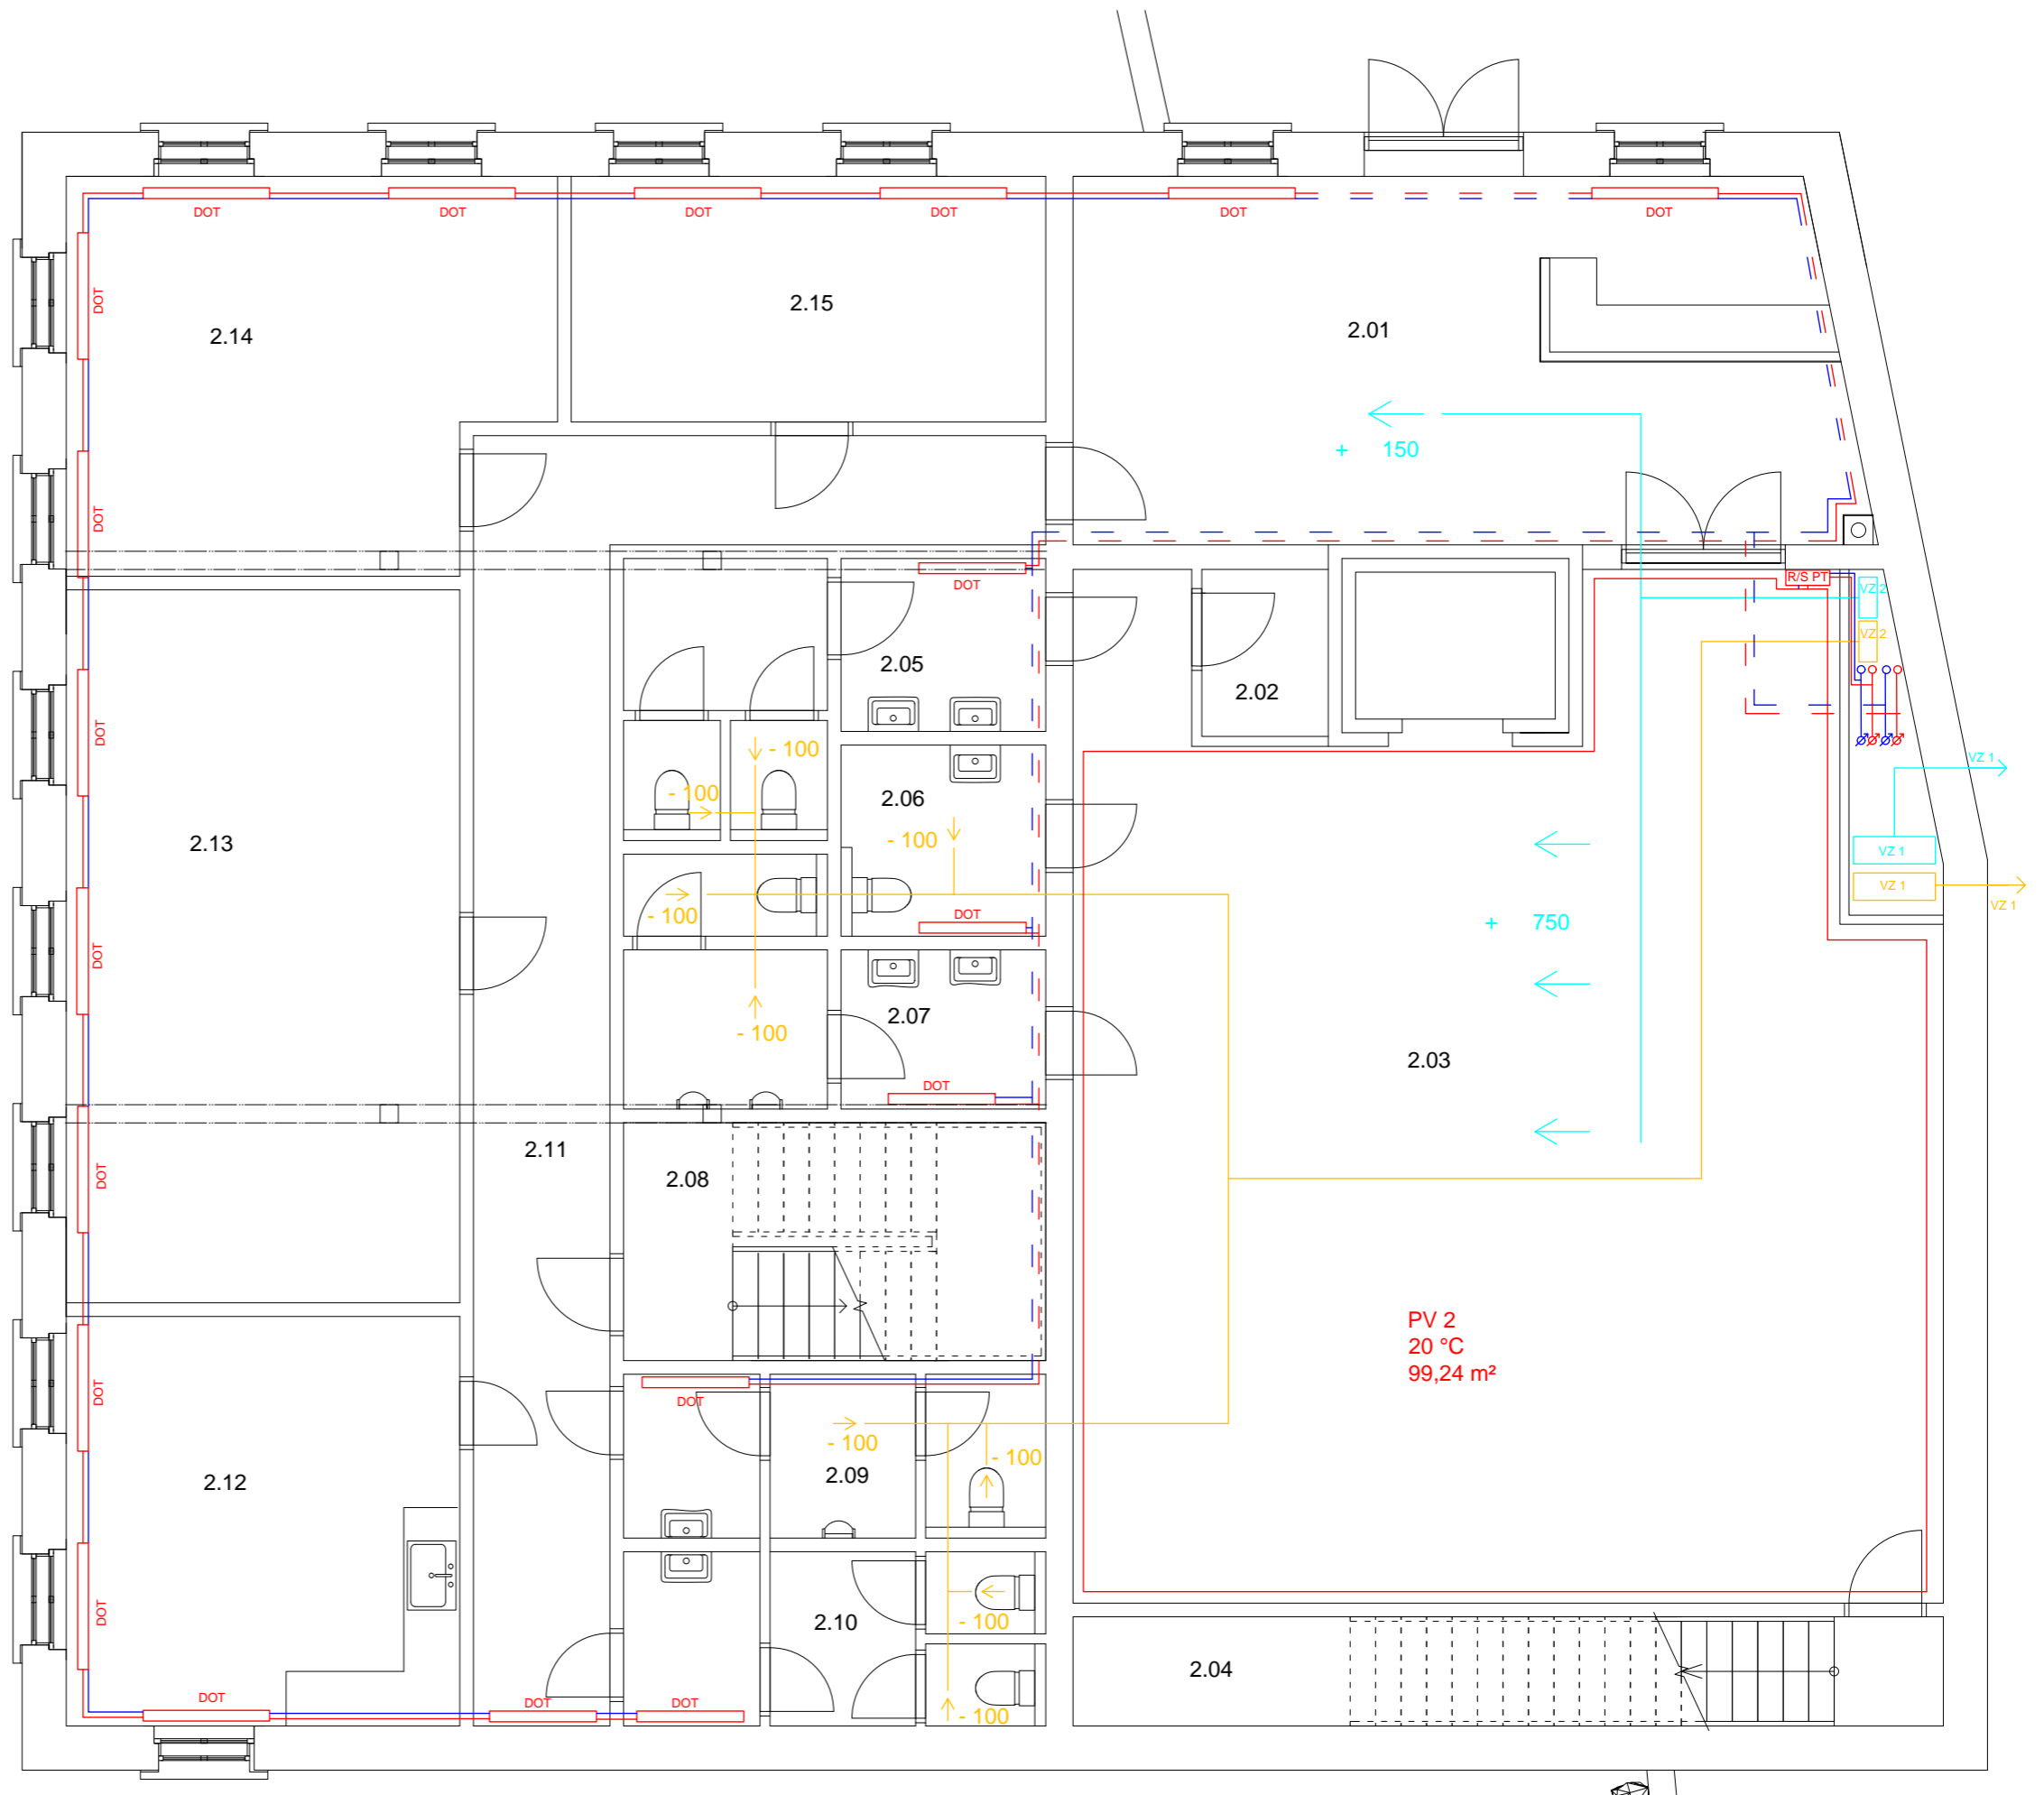 DOT
DOT
DOT
DOT
DOT
DOT
DOT
2.14
2.15
2.01
+ 150
DOT
DOT
R/S PT
VZ 2
VZ 2
2.05
2.02
DOT
- 100
- 100
VZ 1
2.13
2.06
- 100
VZ 1
VZ 1
VZ 1
- 100
DOT
+ 750
DOT
2.07
- 100
2.03
DOT
2.11
2.08
DOT
PV 2
20 °C
99,24 m²
DOT
DOT
- 100
- 100
2.12
2.09
DOT
2.10
- 100
2.04
DOT
DOT
DOT
- 100